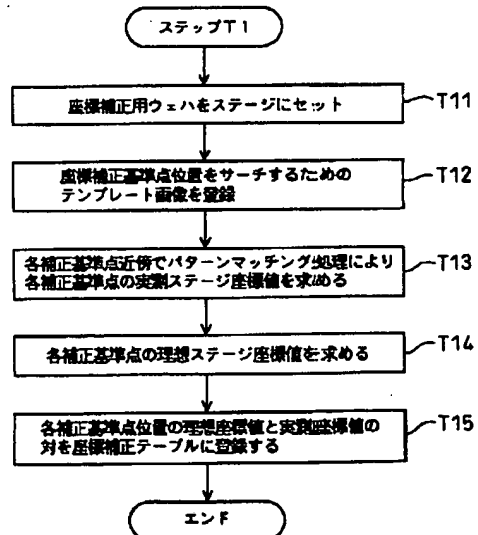 ステップT1
座標補正用ウェハをステージにセット
T11
座標補正基準点位置をサーチするための
テンプレート画像を登録
T12
各補正基準点近傍でパターンマッチング処理により
各補正基準点の実測ステージ座標値を求める
T13
各補正基準点の理想ステージ座標値を求める
T14
各補正基準点位置の理想座標値と実測座標値の
対を座標補正テーブルに登録する
T15
エンド